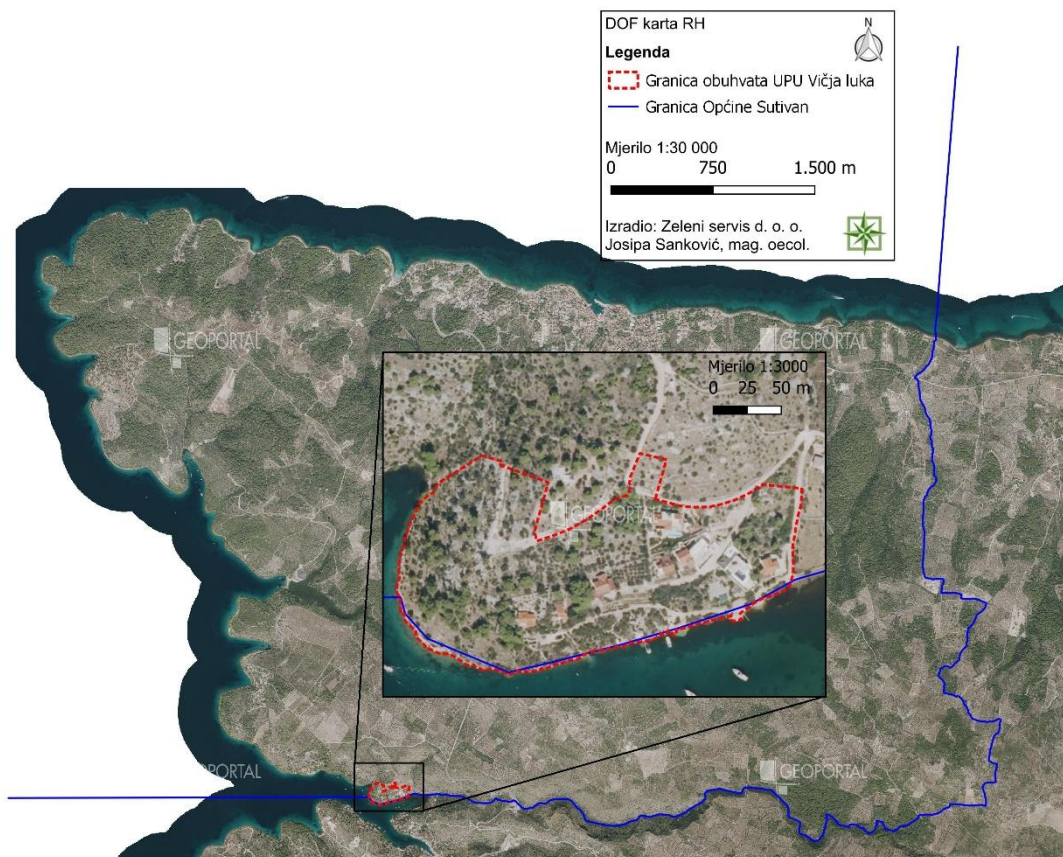 DOF karta RH
N
Legenda
Granica obuhvata UPU Vičja luka
Granica Općine Sutivan
Mjerilo 1:30 000
0 750 1.500 m
Izradio: Zeleni servis d. o. o.
Josipa Sanković, mag. oecol.
GEOPORTAL
GEOPORTAL
Mjerilo 1:3000
0 25 50 m
GEOPORTAL
GEOPORTAL
GEOPORTAL